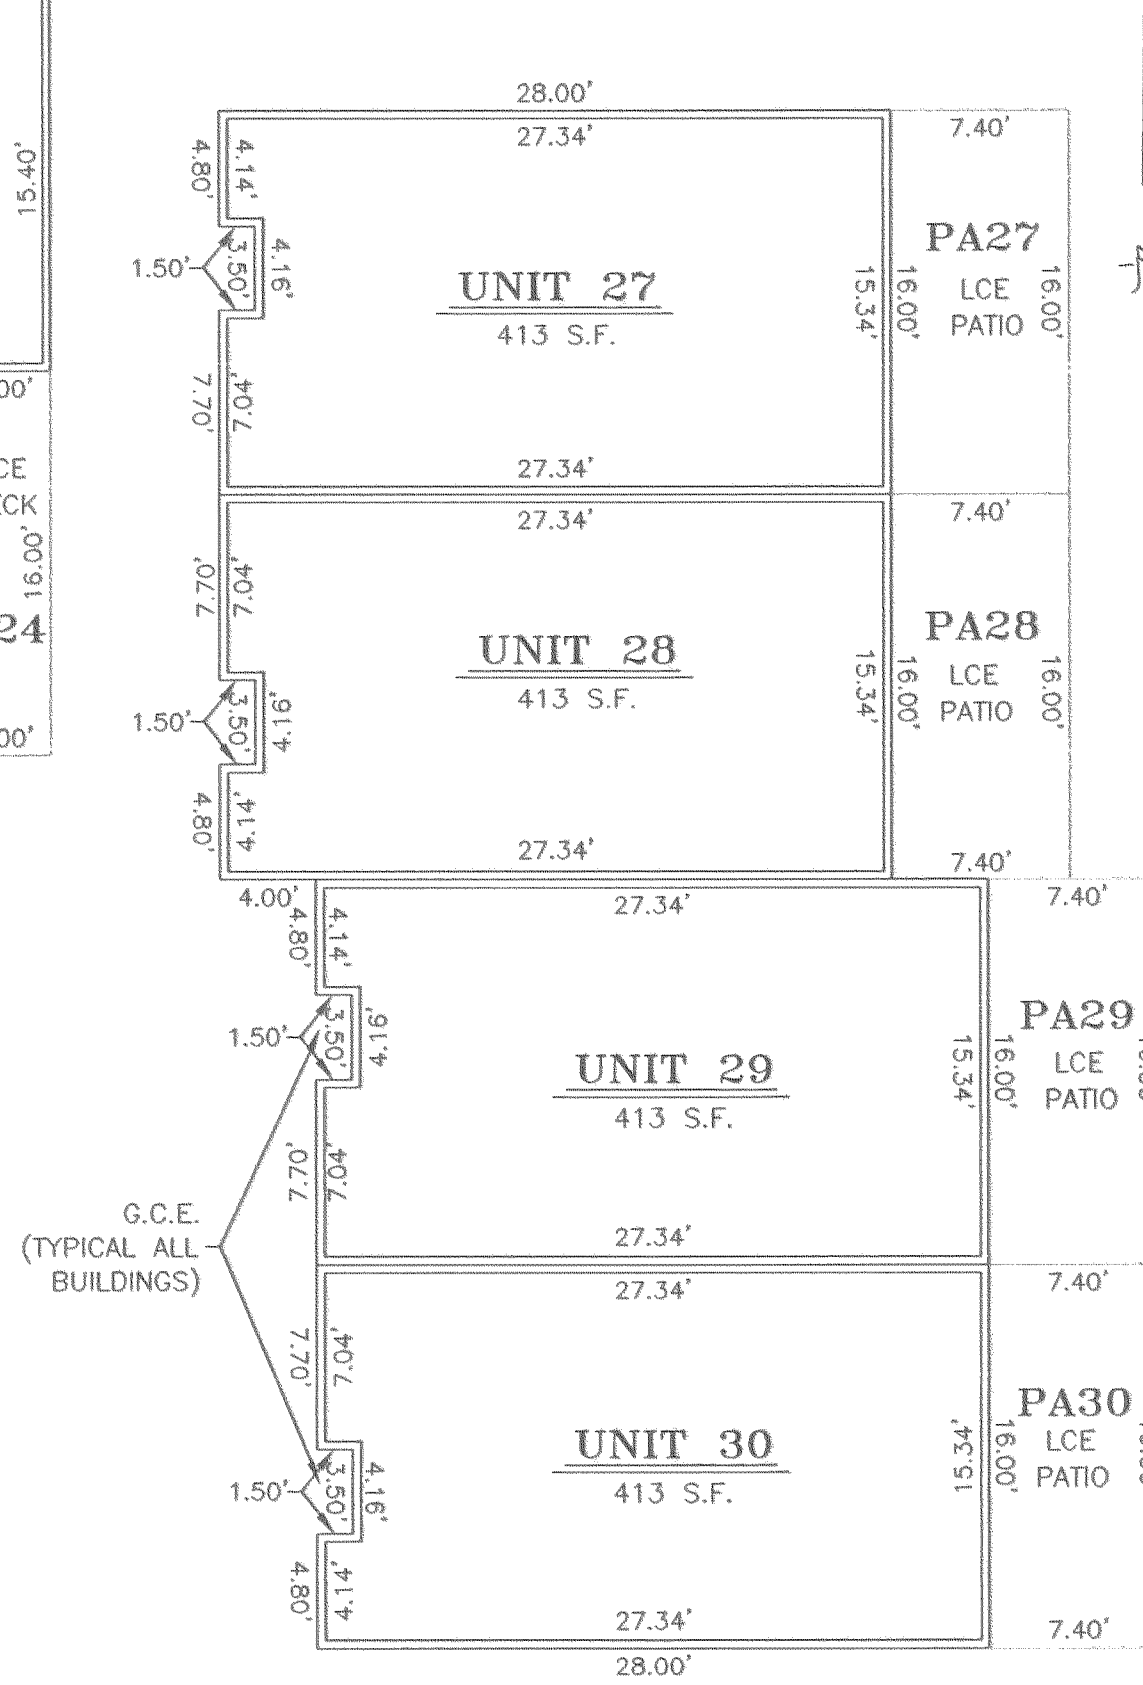 15.40'
00'
CE
CK
16.00'
24
00'
28.00'
27.34'
7.40'
4.80'
4.14'
1.50'
3.50'
4.16'
UNIT 27
413 S.F.
15.34'
16.00'
PA27
LCE
PATIO
16.00'
7.70'
7.04'
27.34'
27.34'
7.40'
7.70'
7.04'
UNIT 28
413 S.F.
15.34'
16.00'
PA28
LCE
PATIO
16.00'
1.50'
3.50'
4.16'
4.80'
4.14'
27.34'
7.40'
4.00'
4.80'
4.14'
27.34'
7.40'
1.50'
3.50'
4.16'
UNIT 29
413 S.F.
15.34'
16.00'
PA29
LCE
PATIO
7.70'
7.04'
G.C.E.
(TYPICAL ALL
BUILDINGS)
27.34'
27.34'
7.40'
7.70'
7.04'
UNIT 30
413 S.F.
15.34'
16.00'
PA30
LCE
PATIO
1.50'
3.50'
4.16'
4.80'
4.14'
27.34'
7.40'
28.00'